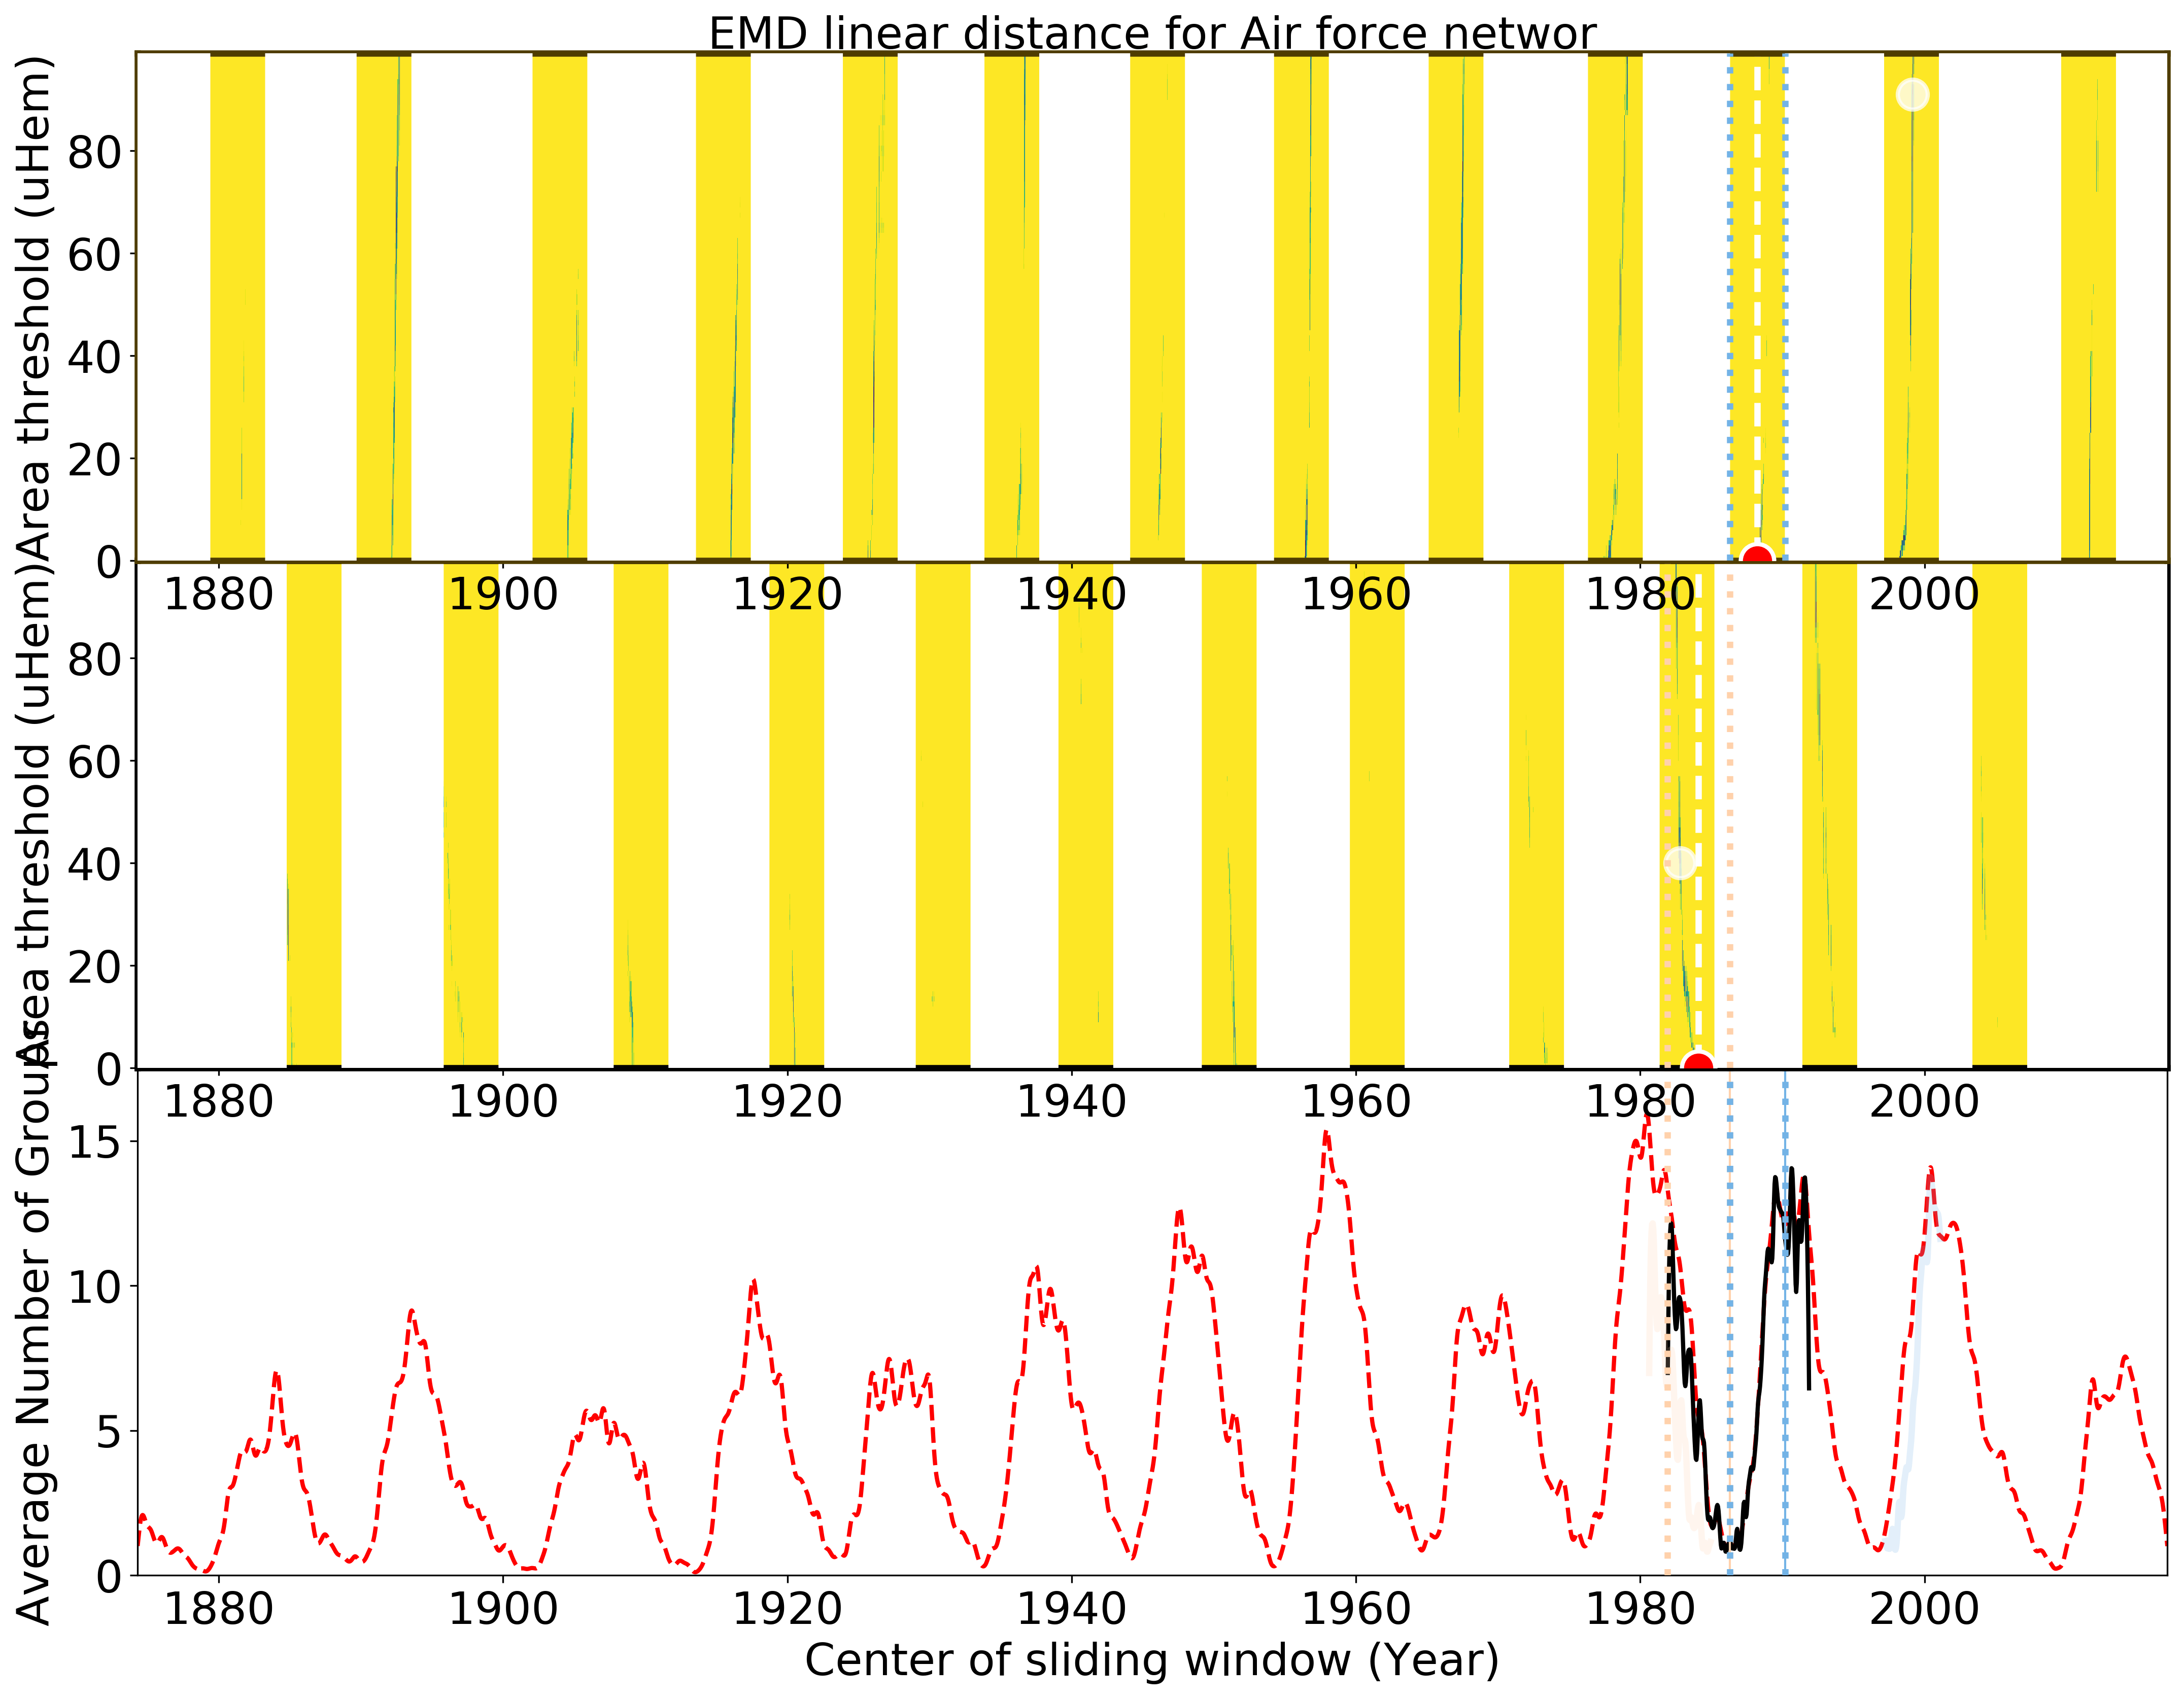 EMD linear distance for Air force networ
Area threshold (uHem)
80
60
40
20
0
1880 1900 1920 1940 1960 1980 2000
Area threshold (uHem)
80
60
40
20
0
1880 1900 1920 1940 1960 1980 2000
Average Number of Groups
15
10
5
0
1880 1900 1920 1940 1960 1980 2000
Center of sliding window (Year)